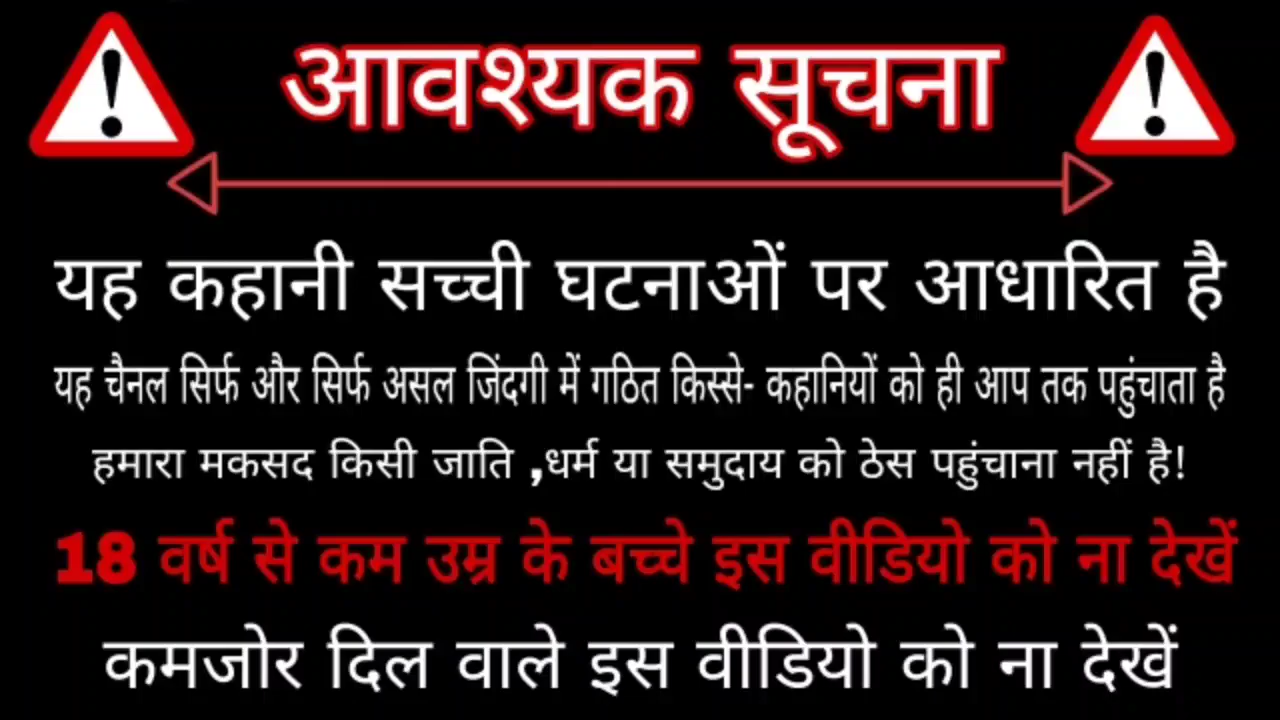 आवश्यक सूचना
यह कहानी सच्ची घटनाओं पर आधारित है
यह चैनल सिर्फ और सिर्फ असल जिंदगी में गठित किस्से- कहानियों को ही आप तक पहुंचाता है
हमारा मकसद किसी जाति ,धर्म या समुदाय को ठेस पहुंचाना नहीं है!
18 वर्ष से कम उम्र के बच्चे इस वीडियो को ना देखें
कमजोर दिल वाले इस वीडियो को ना देखें